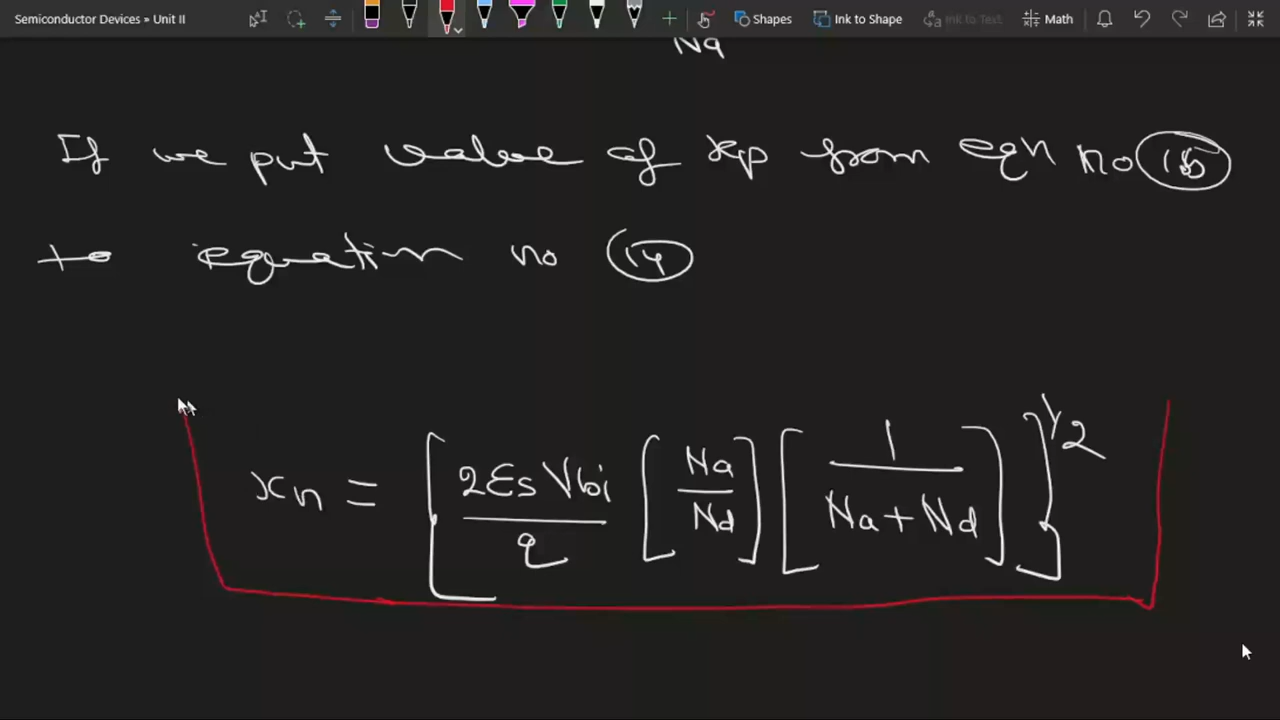 Semiconductor Devices » Unit II
Shapes Ink to Shape Ink to Text Math
Na
If we put value of xp from eqn no 15
to equation no 14
xn = [ 2Es Vbi / q [ Na / Nd ] [ 1 / Na + Nd ] ]^1/2